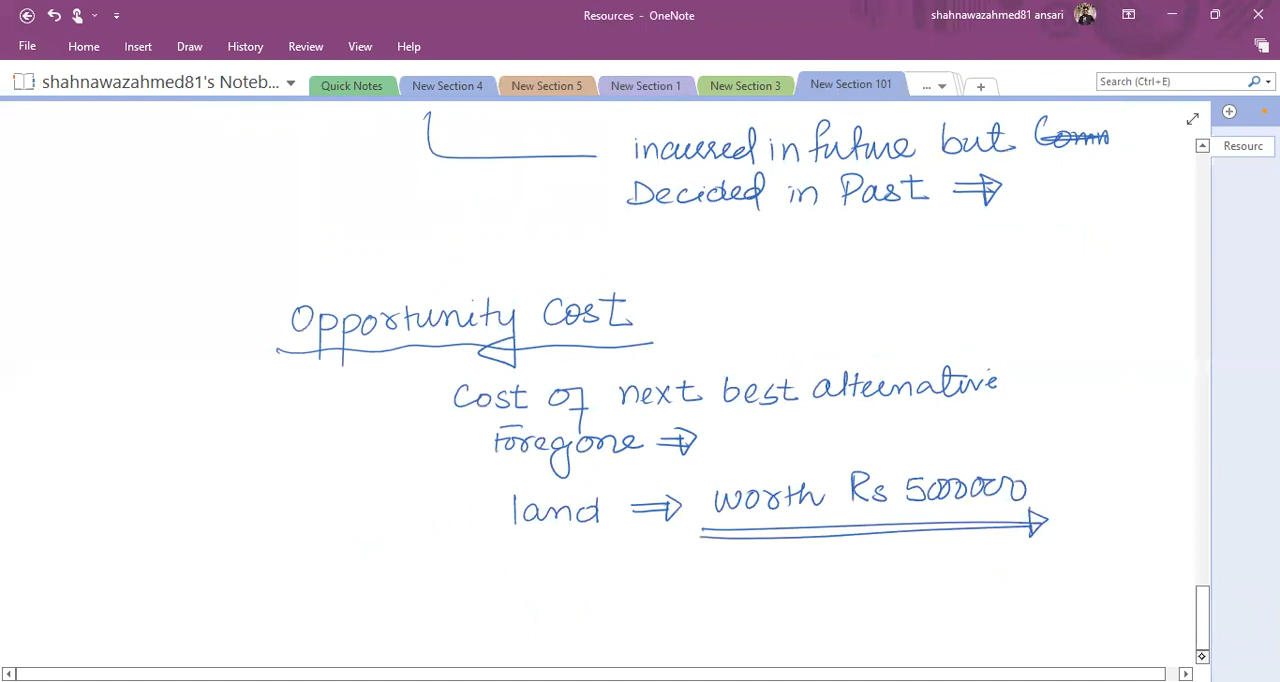 Resources - OneNote
shahnawazahmed81 ansari
File Home Insert Draw History Review View Help
shahnawazahmed81's Noteb...
Quick Notes New Section 4 New Section 5 New Section 1 New Section 3 New Section 101 ...
Search (Ctrl+E)
Resourc
incurred in future but
Decided in Past ⇒
Opportunity Cost
Cost of next best alternative
Foregone ⇒
land ⇒ worth Rs 5000000